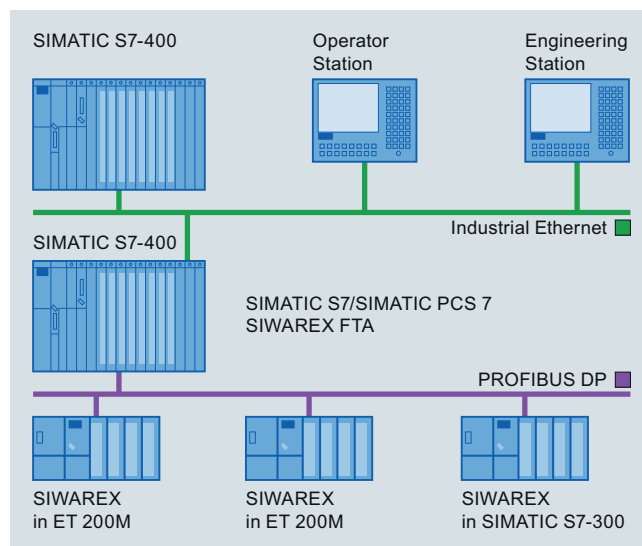 SIMATIC S7-400
Operator
Station
Engineering
Station
Industrial Ethernet
SIMATIC S7-400
SIMATIC S7/SIMATIC PCS 7
SIWAREX FTA
PROFIBUS DP
SIWAREX
in ET 200M
SIWAREX
in ET 200M
SIWAREX
in SIMATIC S7-300